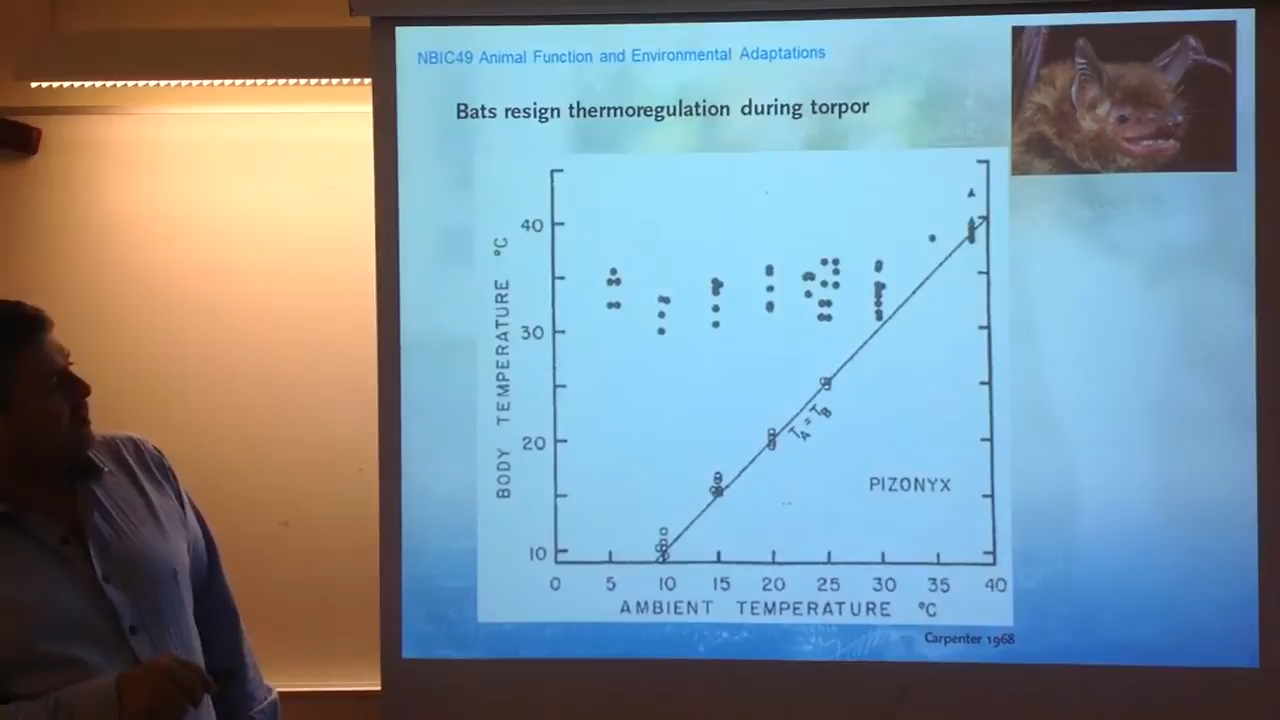 NBIC49 Animal Function and Environmental Adaptations
Bats resign thermoregulation during torpor
BODY TEMPERATURE °C
40
30
20
10
TA = TB
PIZONYX
0 5 10 15 20 25 30 35 40
AMBIENT TEMPERATURE °C
Carpenter 1968